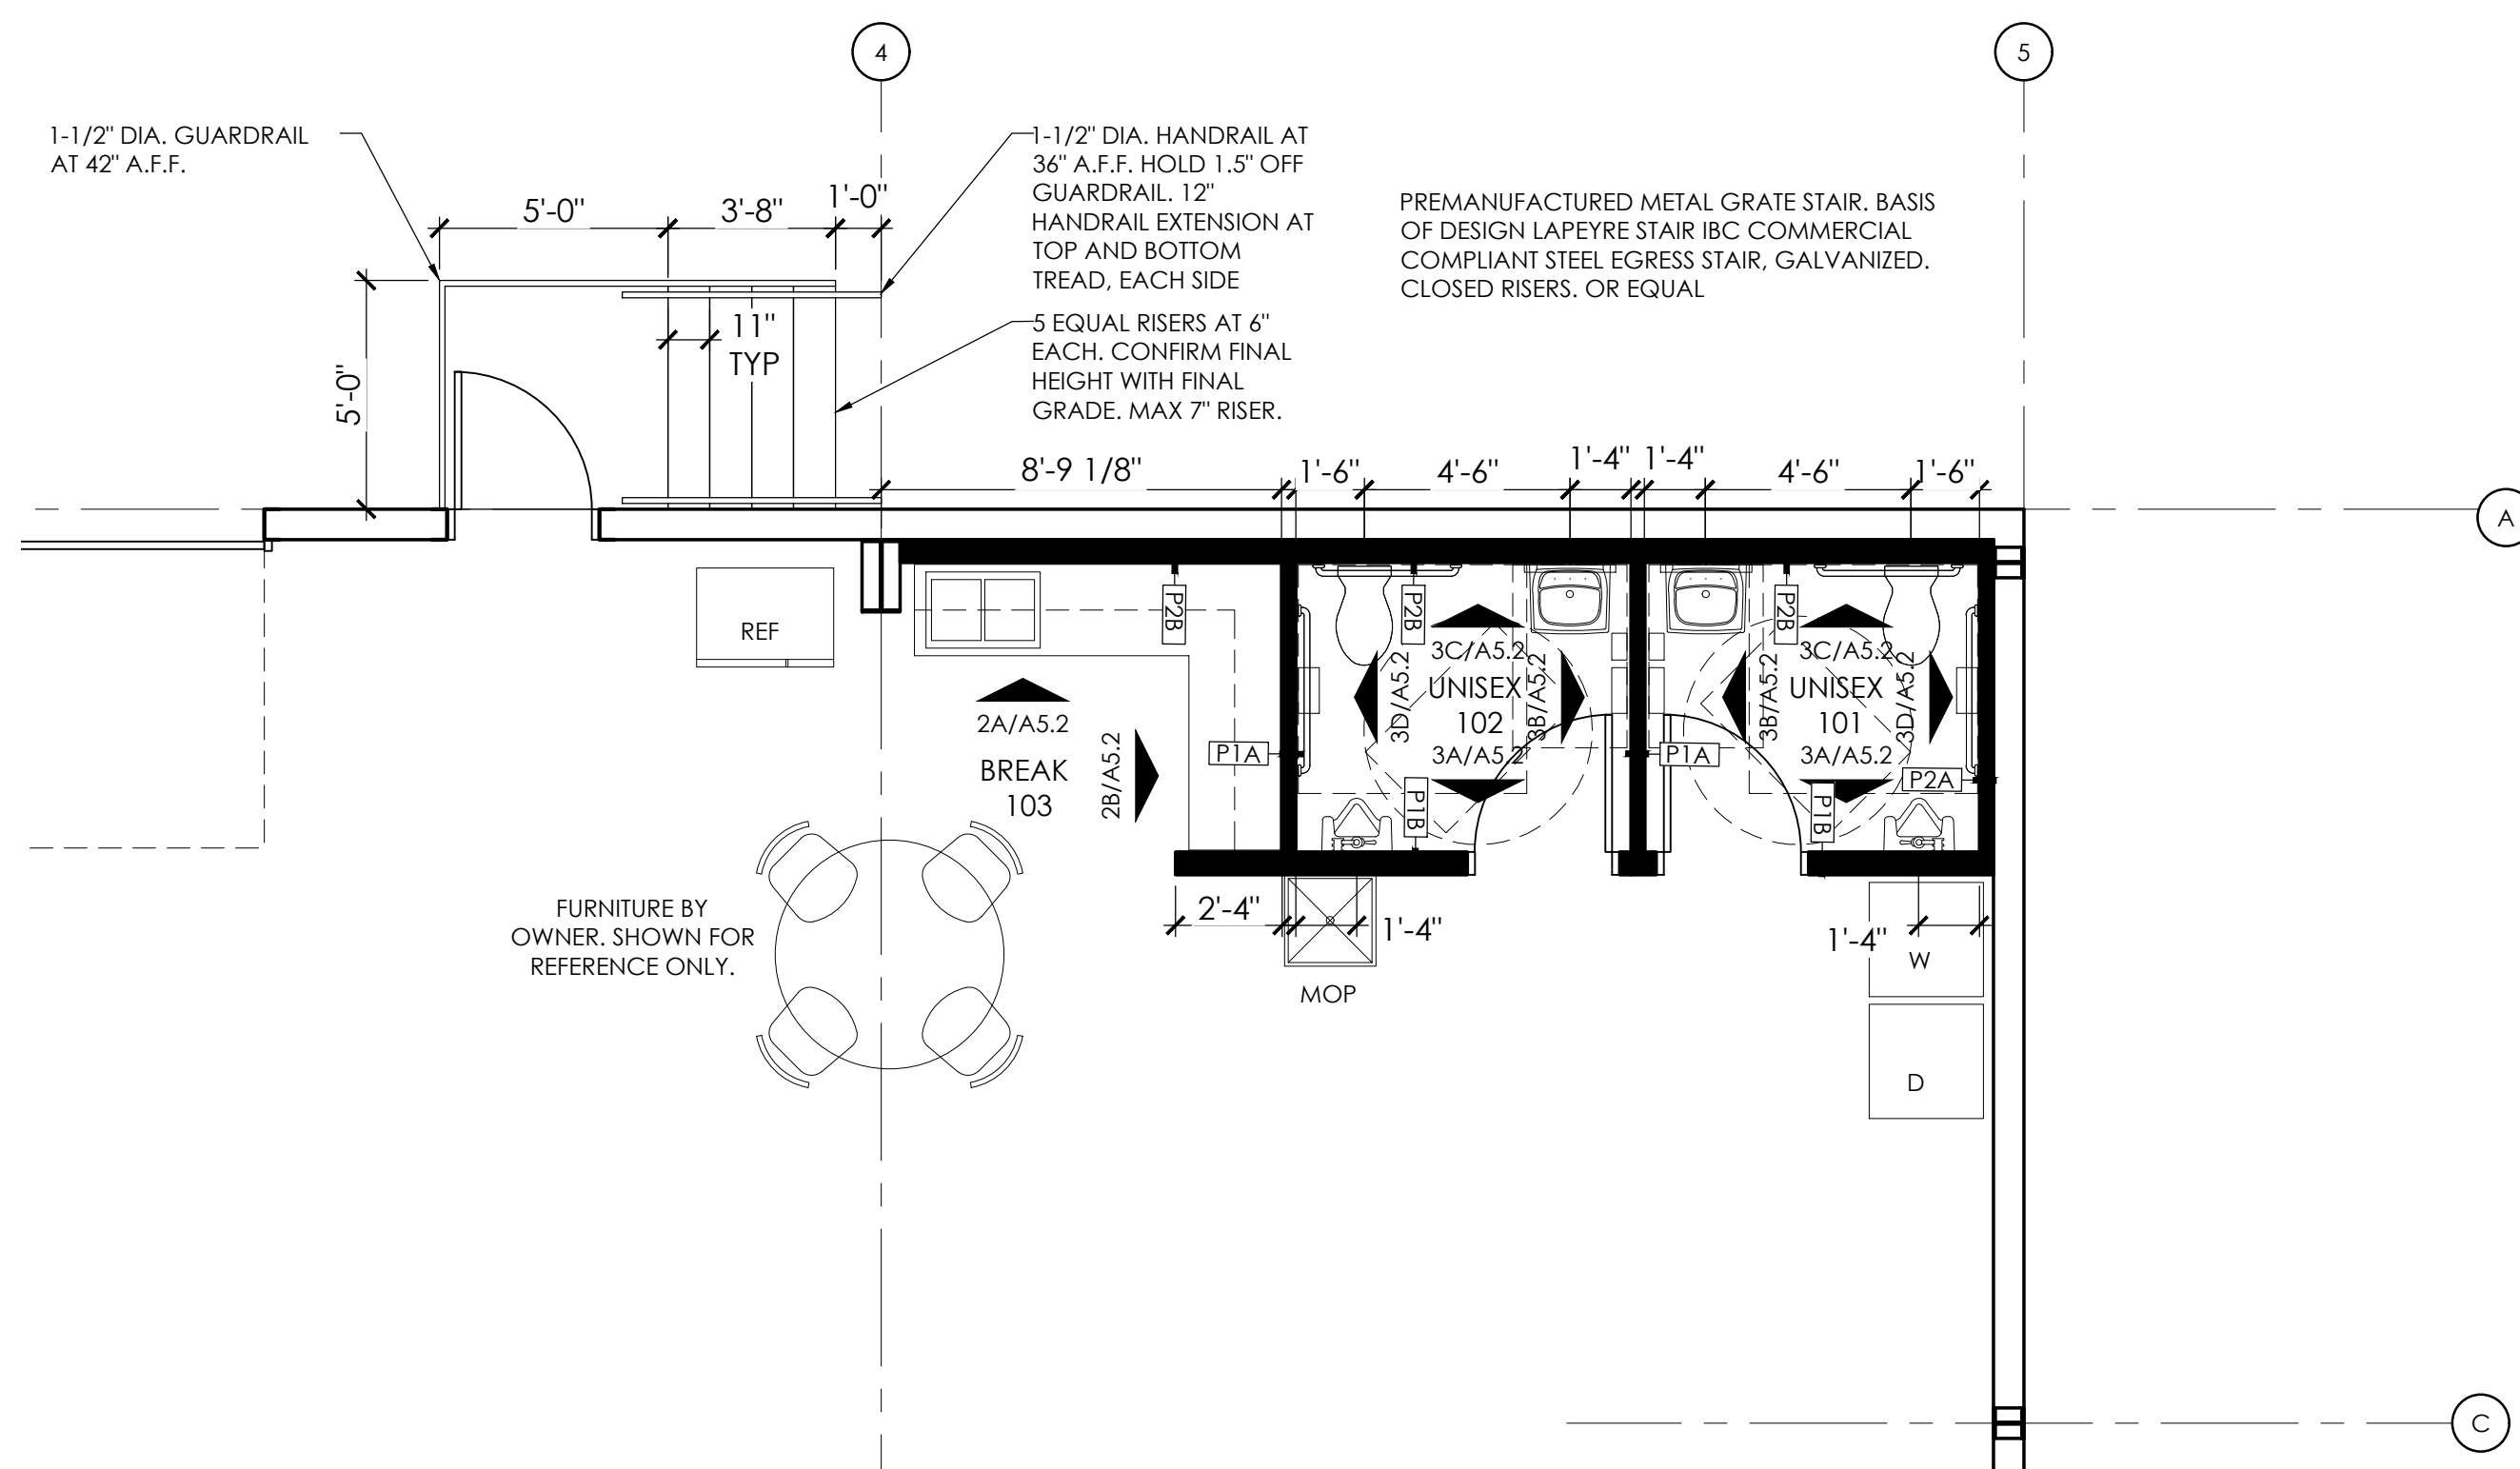 4
5
1-1/2" DIA. GUARDRAIL
AT 42" A.F.F.
1-1/2" DIA. HANDRAIL AT
36" A.F.F. HOLD 1.5" OFF
GUARDRAIL. 12"
HANDRAIL EXTENSION AT
TOP AND BOTTOM
TREAD, EACH SIDE
PREMANUFACTURED METAL GRATE STAIR. BASIS
OF DESIGN LAPEYRE STAIR IBC COMMERCIAL
COMPLIANT STEEL EGRESS STAIR, GALVANIZED.
CLOSED RISERS. OR EQUAL
5'-0"
3'-8"
1'-0"
11"
TYP
5'-0"
5 EQUAL RISERS AT 6"
EACH. CONFIRM FINAL
HEIGHT WITH FINAL
GRADE. MAX 7" RISER.
8'-9 1/8"
1'-6"
4'-6"
1'-4"
1'-4"
4'-6"
1'-6"
A
REF
P2B
P2B
P2B
3C/A5.2
3D/A5.2
UNISEX
102
3B/A5.2
3A/A5.2
3C/A5.2
3B/A5.2
UNISEX
101
3D/A5.2
3A/A5.2
2A/A5.2
BREAK
103
2B/A5.2
P1A
P1A
P2A
P1B
P1B
FURNITURE BY
OWNER. SHOWN FOR
REFERENCE ONLY.
2'-4"
1'-4"
1'-4"
MOP
W
D
C